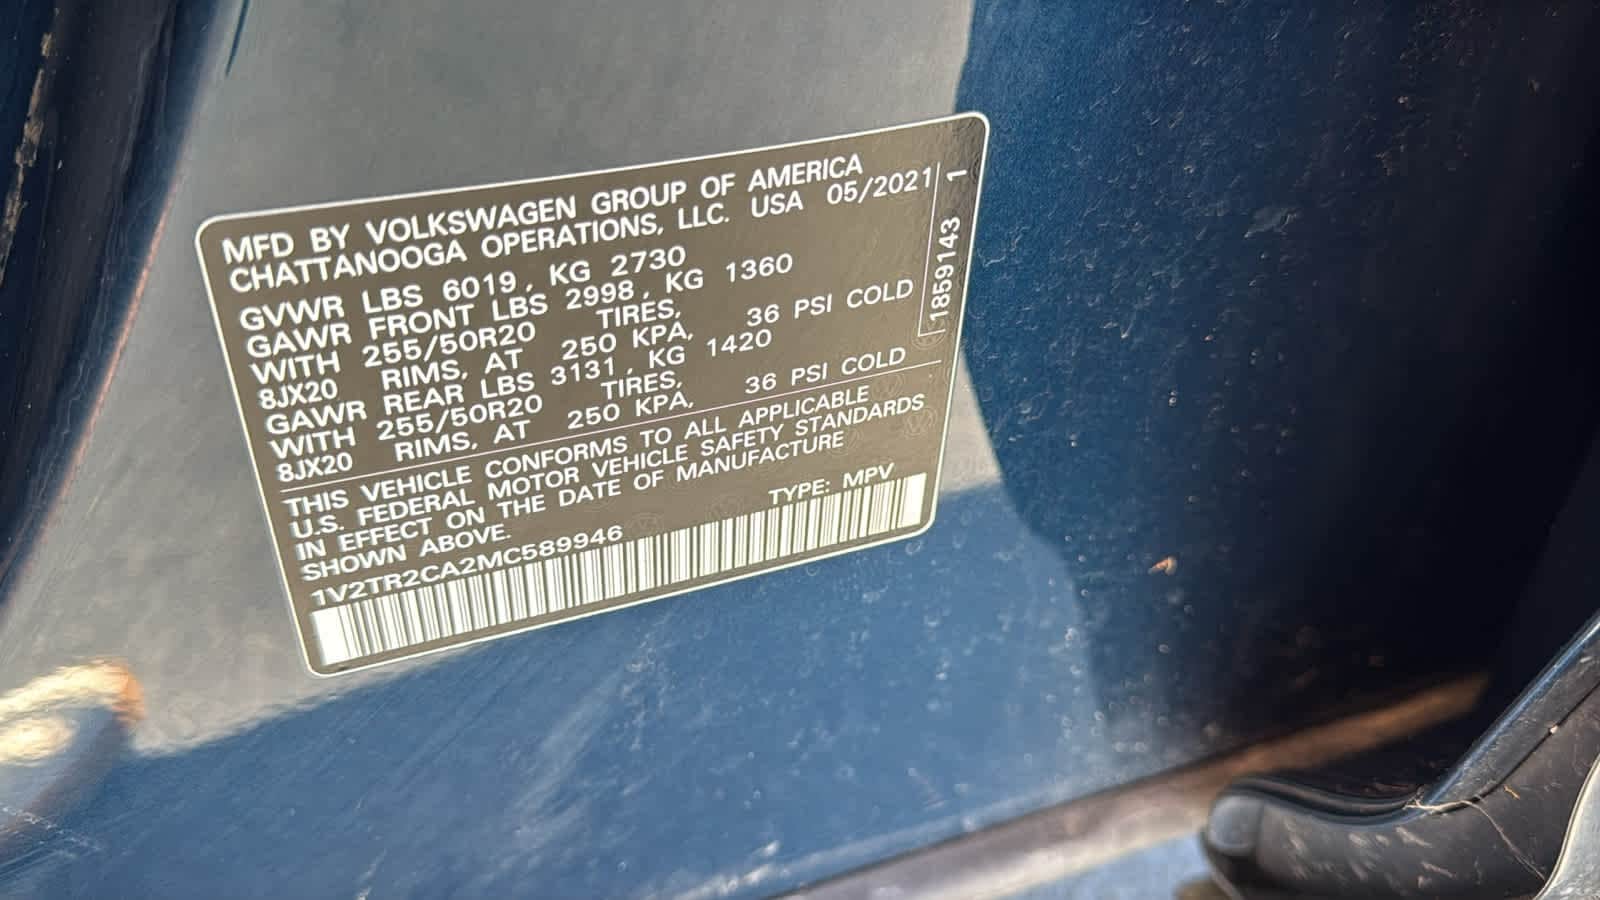 MFD BY VOLKSWAGEN GROUP OF AMERICA
CHATTANOOGA OPERATIONS, LLC. USA 05/2021
GVWR LBS 6019, KG 2730
GAWR FRONT LBS 2998, KG 1360
WITH 255/50R20 TIRES,
8JX20 RIMS, AT 250 KPA, 36 PSI COLD
GAWR REAR LBS 3131, KG 1420
WITH 255/50R20 TIRES,
8JX20 RIMS, AT 250 KPA, 36 PSI COLD
THIS VEHICLE CONFORMS TO ALL APPLICABLE
U.S. FEDERAL MOTOR VEHICLE SAFETY STANDARDS
IN EFFECT ON THE DATE OF MANUFACTURE
SHOWN ABOVE.
1V2TR2CA2MC589946 TYPE: MPV
1859143 1